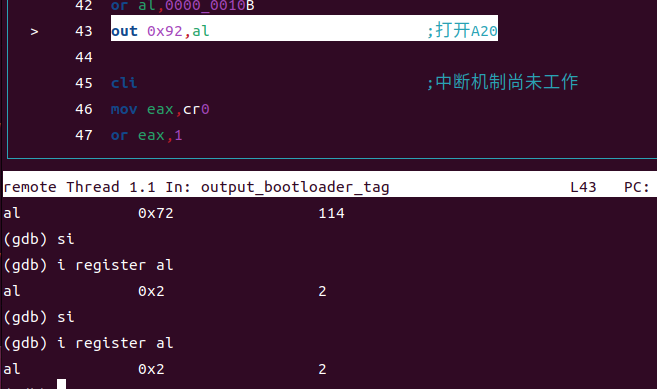 42 or al,0000_0010B
> 43 out 0x92,al ;打开A20
44
45 cli ;中断机制尚未工作
46 mov eax,cr0
47 or eax,1
remote Thread 1.1 In: output_bootloader_tag L43 PC:
al 0x72 114
(gdb) si
(gdb) i register al
al 0x2 2
(gdb) si
(gdb) i register al
al 0x2 2